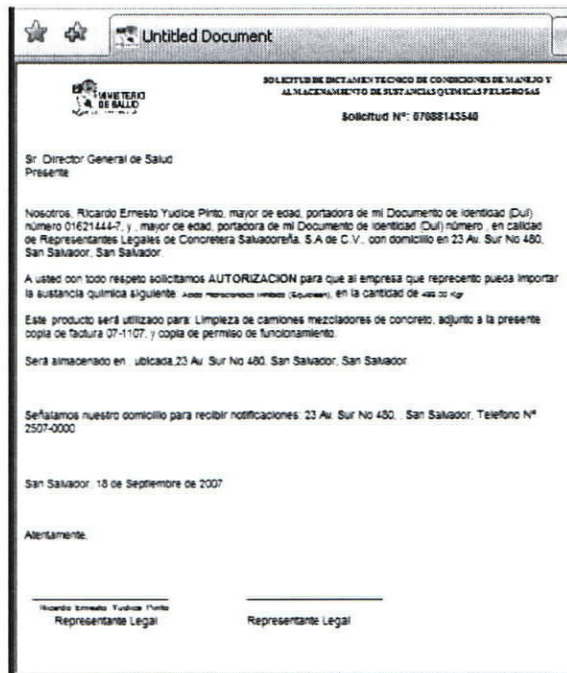 Untitled Document
MINISTERIO
DE SALUD
SOLICITUD DE DICTAMEN TECNICO DE CONDICIONES DE MANEJO Y
ALMACENAMIENTO DE SUSTANCIAS QUIMICAS PELIGROSAS
Solicitud Nº: 07088143540
Sr. Director General de Salud
Presente
Nosotros, Ricardo Ernesto Yudice Pinto, mayor de edad, portadora de mi Documento de Identidad (Dui)
número 01621444-7, y , mayor de edad, portadora de mi Documento de Identidad (Dui) número , en calidad
de Representantes Legales de Concretera Salvadoreña, S.A de C.V., con domicilio en 23 Av. Sur No 480,
San Salvador, San Salvador.
A usted con todo respeto solicitamos AUTORIZACION para que al empresa que reprecento pueda importar
la sustancia química siguiente: Acido en la cantidad de Kgr
Este producto será utilizado para: Limpieza de camiones mezcladores de concreto, adjunto a la presente
copia de factura 07-1107, y copia de permiso de funcionamiento.
Será almacenado en , ubicada,23 Av. Sur No 480, San Salvador, San Salvador
Señalamos nuestro domicilio para recibir notificaciones: 23 Av. Sur No 480, , San Salvador, Telefono Nº
2507-0000
San Salvador, 18 de Septiembre de 2007
Atentamente,
Ricardo Ernesto Yudice Pinto
Representante Legal
Representante Legal